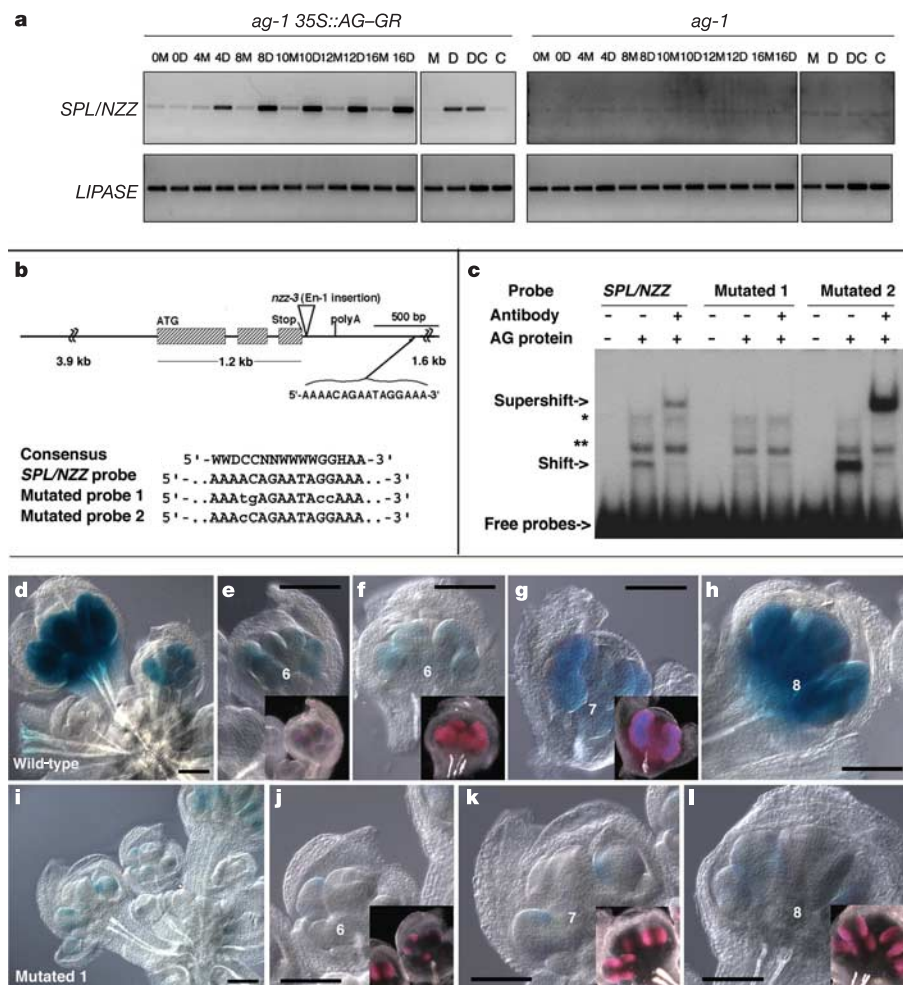 a
ag-1 35S::AG–GR
ag-1
0M 0D 4M 4D 8M 8D 10M 10D 12M 12D 16M 16D M D DC C
0M 0D 4M 4D 8M 8D 10M 10D 12M 12D 16M 16D M D DC C
SPL/NZZ
LIPASE
b
nzz-3 (En-1 insertion)
ATG
Stop
polyA
500 bp
3.9 kb
1.2 kb
1.6 kb
5'-AAAACAGAATAGGAAA-3'
Consensus 5'-WWDCCNNWWWWGGHAA-3'
SPL/NZZ probe 5'-..AAAACAGAATAGGAAA..-3'
Mutated probe 1 5'-..AAAtgAGAATAccAAA..-3'
Mutated probe 2 5'-..AAAcCAGAATAGGAAA..-3'
c
Probe SPL/NZZ Mutated 1 Mutated 2
Antibody - - + - - + - - +
AG protein - + + - + + - + +
Supershift->
*
**
Shift->
Free probes->
d
Wild-type
e
6
f
6
g
7
h
8
i
Mutated 1
j
6
k
7
l
8